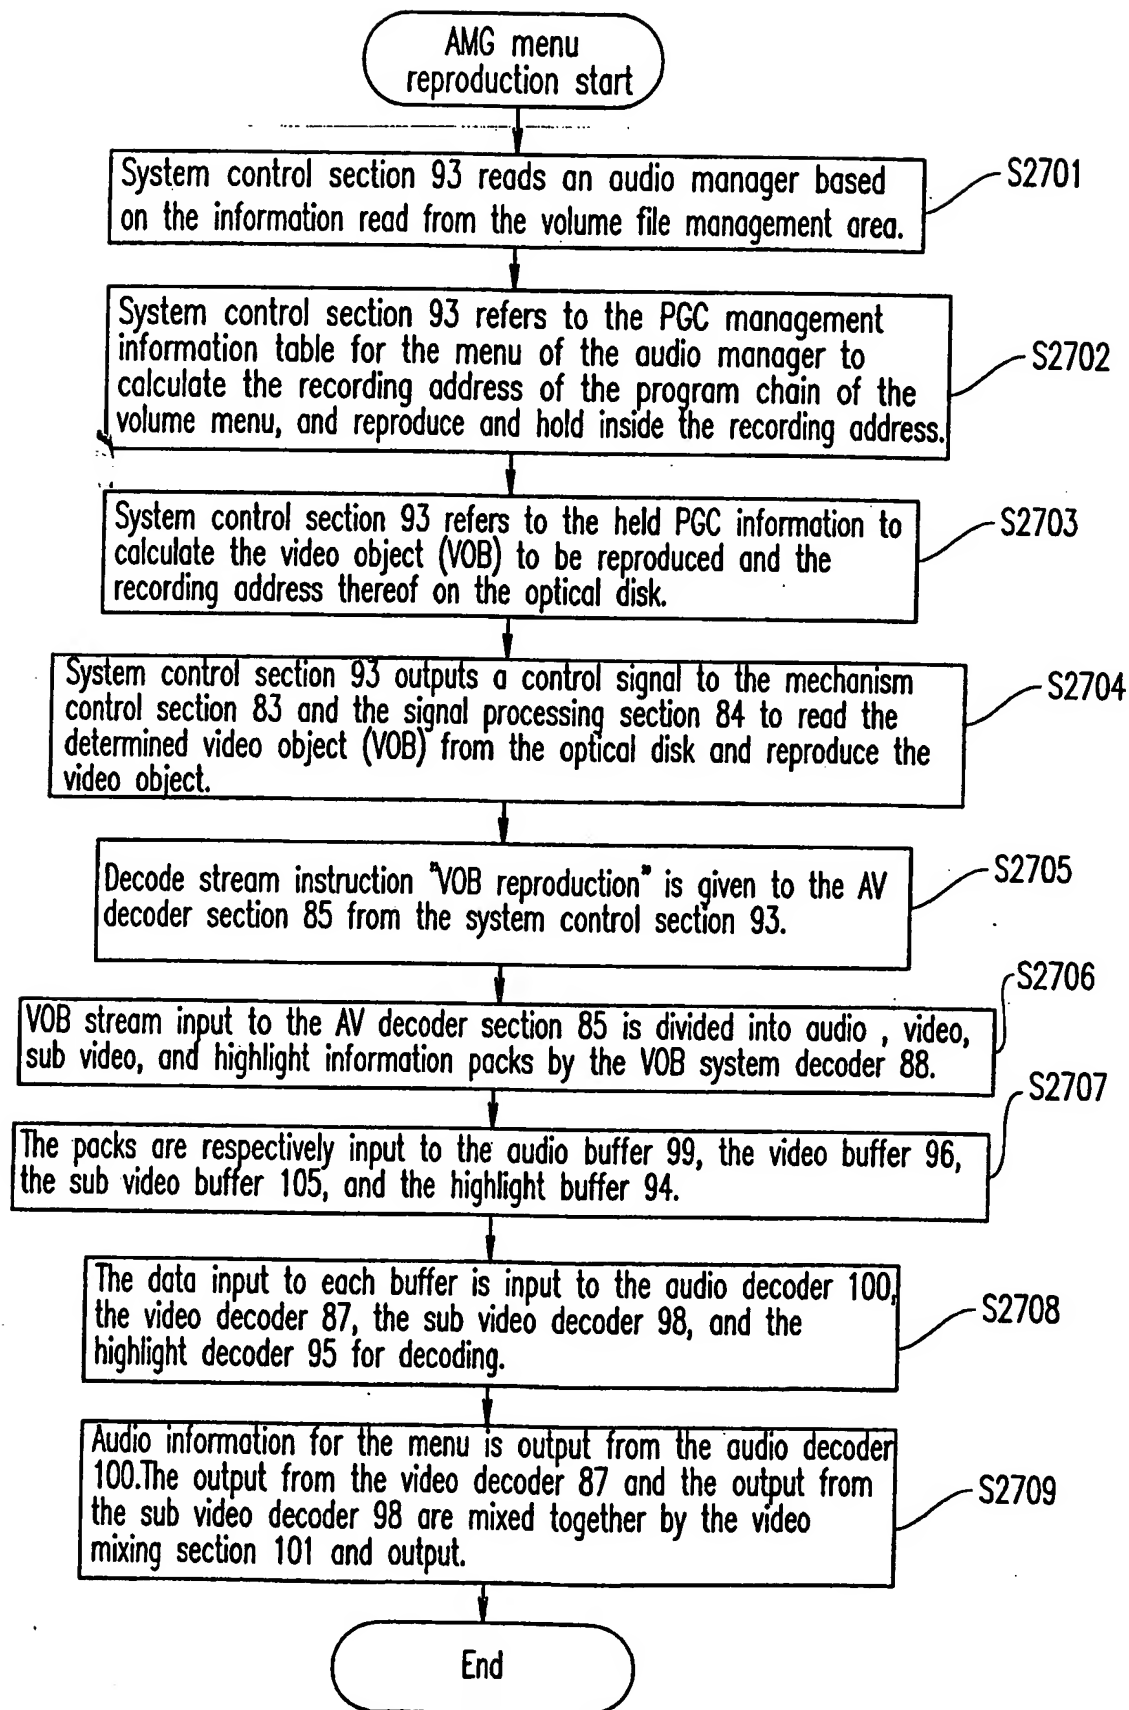 AMG menu
reproduction start
System control section 93 reads an audio manager based
on the information read from the volume file management area.
S2701
System control section 93 refers to the PGC management
information table for the menu of the audio manager to
calculate the recording address of the program chain of the
volume menu, and reproduce and hold inside the recording address.
S2702
System control section 93 refers to the held PGC information to
calculate the video object (VOB) to be reproduced and the
recording address thereof on the optical disk.
S2703
System control section 93 outputs a control signal to the mechanism
control section 83 and the signal processing section 84 to read the
determined video object (VOB) from the optical disk and reproduce the
video object.
S2704
Decode stream instruction "VOB reproduction" is given to the AV
decoder section 85 from the system control section 93.
S2705
VOB stream input to the AV decoder section 85 is divided into audio , video,
sub video, and highlight information packs by the VOB system decoder 88.
S2706
The packs are respectively input to the audio buffer 99, the video buffer 96,
the sub video buffer 105, and the highlight buffer 94.
S2707
The data input to each buffer is input to the audio decoder 100,
the video decoder 87, the sub video decoder 98, and the
highlight decoder 95 for decoding.
S2708
Audio information for the menu is output from the audio decoder
100.The output from the video decoder 87 and the output from
the sub video decoder 98 are mixed together by the video
mixing section 101 and output.
S2709
End